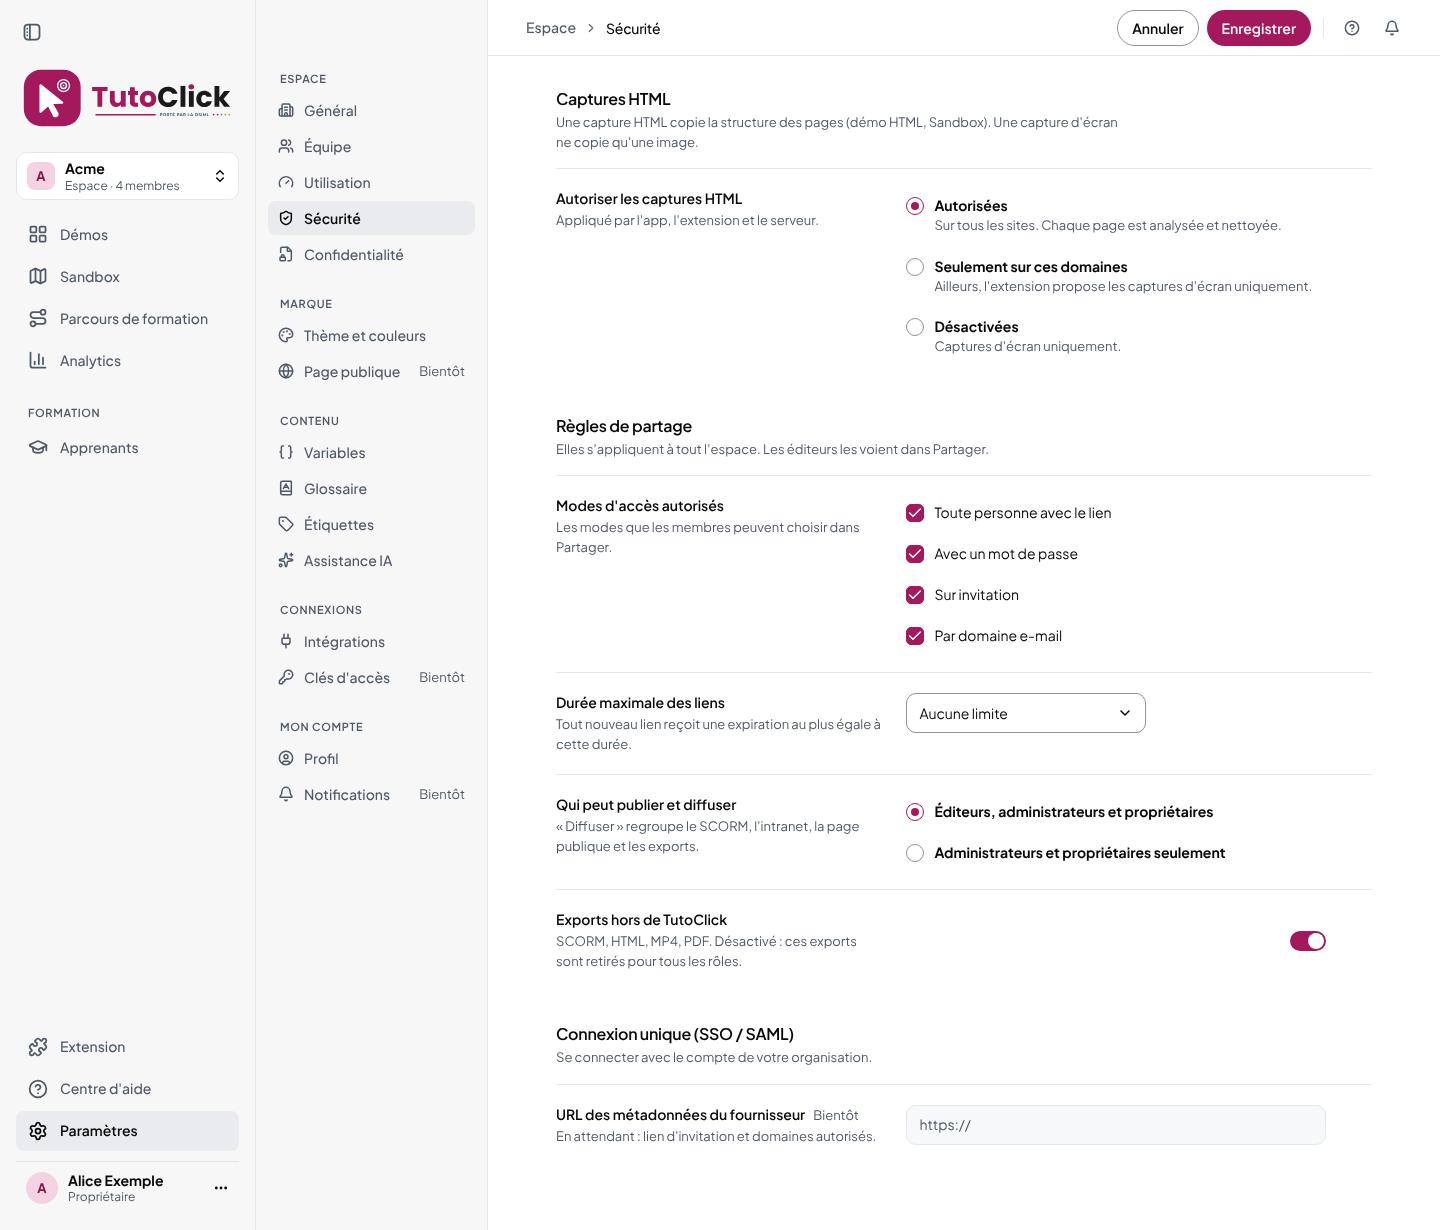 TutoClick
PORTÉ PAR LA DSIML
A
Acme
Espace · 4 membres
Démos
Sandbox
Parcours de formation
Analytics
FORMATION
Apprenants
Extension
Centre d'aide
Paramètres
A
Alice Exemple
Propriétaire
ESPACE
Général
Équipe
Utilisation
Sécurité
Confidentialité
MARQUE
Thème et couleurs
Page publique Bientôt
CONTENU
Variables
Glossaire
Étiquettes
Assistance IA
CONNEXIONS
Intégrations
Clés d'accès Bientôt
MON COMPTE
Profil
Notifications Bientôt
Espace > Sécurité
Annuler
Enregistrer
Captures HTML
Une capture HTML copie la structure des pages (démo HTML, Sandbox). Une capture d'écran
ne copie qu'une image.
Autoriser les captures HTML
Appliqué par l'app, l'extension et le serveur.
Autorisées
Sur tous les sites. Chaque page est analysée et nettoyée.
Seulement sur ces domaines
Ailleurs, l'extension propose les captures d'écran uniquement.
Désactivées
Captures d'écran uniquement.
Règles de partage
Elles s'appliquent à tout l'espace. Les éditeurs les voient dans Partager.
Modes d'accès autorisés
Les modes que les membres peuvent choisir dans
Partager.
Toute personne avec le lien
Avec un mot de passe
Sur invitation
Par domaine e-mail
Durée maximale des liens
Tout nouveau lien reçoit une expiration au plus égale à
cette durée.
Aucune limite
Qui peut publier et diffuser
« Diffuser » regroupe le SCORM, l'intranet, la page
publique et les exports.
Éditeurs, administrateurs et propriétaires
Administrateurs et propriétaires seulement
Exports hors de TutoClick
SCORM, HTML, MP4, PDF. Désactivé : ces exports
sont retirés pour tous les rôles.
Connexion unique (SSO / SAML)
Se connecter avec le compte de votre organisation.
URL des métadonnées du fournisseur Bientôt
En attendant : lien d'invitation et domaines autorisés.
https://